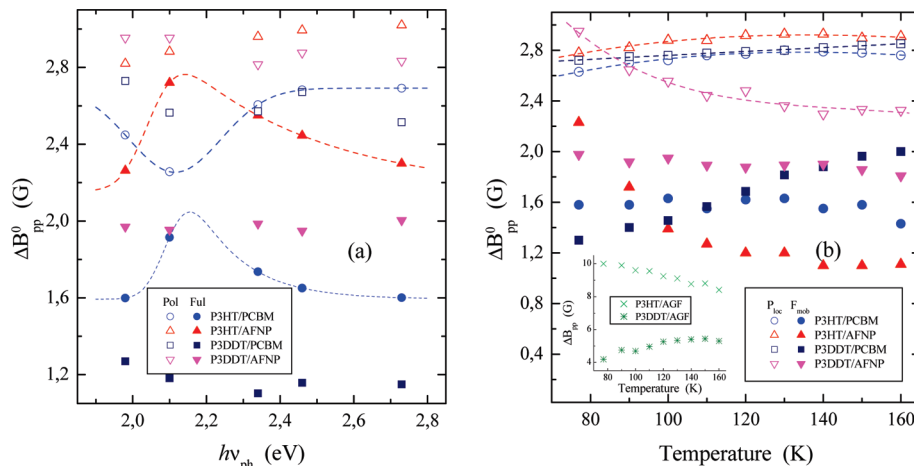 (a)
3,2
2,8
2,4
2,0
1,6
1,2
ΔB⁰pp (G)
2,0 2,2 2,4 2,6 2,8
hνph (eV)
Pol Ful
P3HT/PCBM
P3HT/AFNP
P3DDT/PCBM
P3DDT/AFNP
(b)
3,2
2,8
2,4
2,0
1,6
1,2
0,8
0,4
ΔB⁰pp (G)
80 100 120 140 160
Temperature (K)
Ploc Fmob
P3HT/PCBM
P3HT/AFNP
P3DDT/PCBM
P3DDT/AFNP
10
8
6
4
ΔBpp (G)
P3HT/AGF
P3DDT/AGF
80 100 120 140 160
Temperature (K)